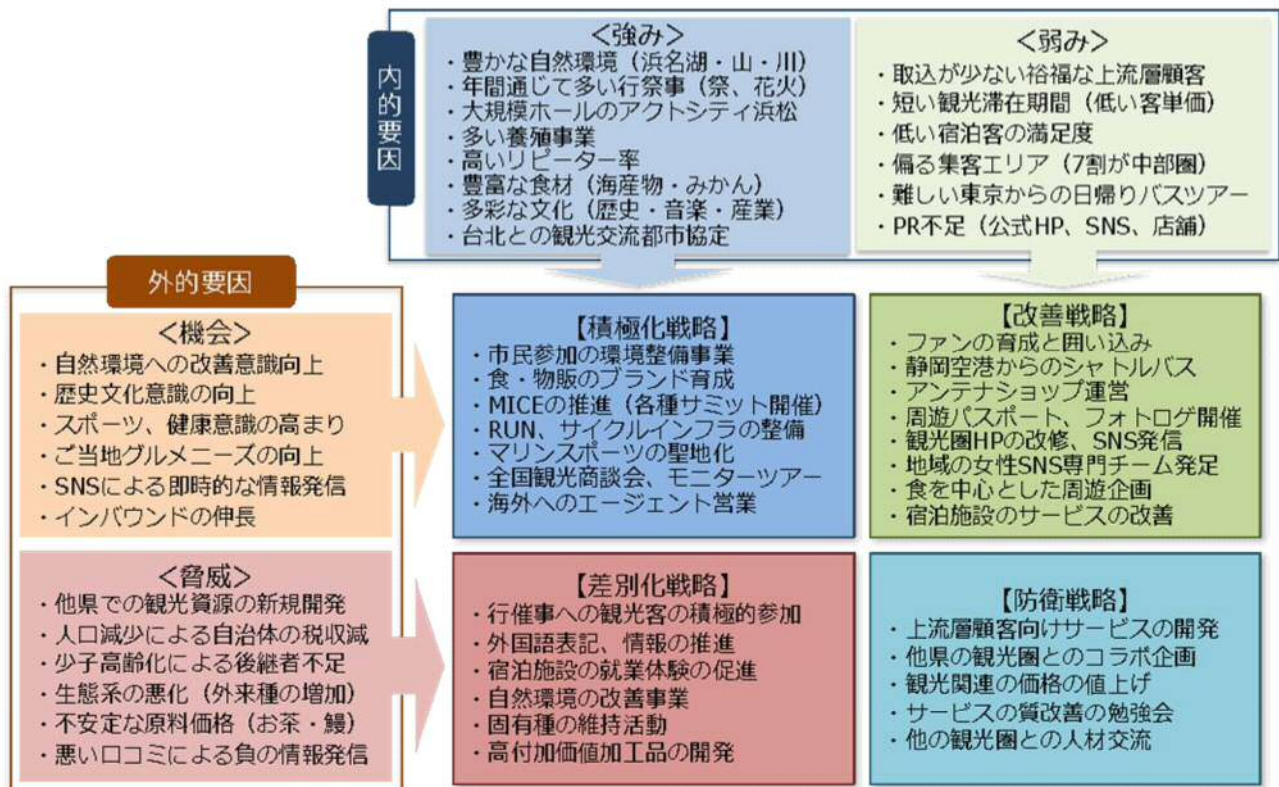 内的要因
＜強み＞
・豊かな自然環境（浜名湖・山・川）
・年間通じて多い行祭事（祭、花火）
・大規模ホールのアクトシティ浜松
・多い養殖事業
・高いリピーター率
・豊富な食材（海産物・みかん）
・多彩な文化（歴史・音楽・産業）
・台北との観光交流都市協定
＜弱み＞
・取込が少ない裕福な上流層顧客
・短い観光滞在期間（低い客単価）
・低い宿泊客の満足度
・偏る集客エリア（7割が中部圏）
・難しい東京からの日帰りバスツアー
・PR不足（公式HP、SNS、店舗）
外的要因
＜機会＞
・自然環境への改善意識向上
・歴史文化意識の向上
・スポーツ、健康意識の高まり
・ご当地グルメニーズの向上
・SNSによる即時的な情報発信
・インバウンドの伸長
【積極化戦略】
・市民参加の環境整備事業
・食・物販のブランド育成
・MICEの推進（各種サミット開催）
・RUN、サイクルインフラの整備
・マリンスポーツの聖地化
・全国観光商談会、モニターツアー
・海外へのエージェント営業
【改善戦略】
・ファンの育成と囲い込み
・静岡空港からのシャトルバス
・アンテナショップ運営
・周遊パスポート、フォトロゲ開催
・観光圏HPの改修、SNS発信
・地域の女性SNS専門チーム発足
・食を中心とした周遊企画
・宿泊施設のサービスの改善
＜脅威＞
・他県での観光資源の新規開発
・人口減少による自治体の税収減
・少子高齢化による後継者不足
・生態系の悪化（外来種の増加）
・不安定な原料価格（お茶・鰻）
・悪い口コミによる負の情報発信
【差別化戦略】
・行催事への観光客の積極的参加
・外国語表記、情報の推進
・宿泊施設の就業体験の促進
・自然環境の改善事業
・固有種の維持活動
・高付加価値加工品の開発
【防衛戦略】
・上流層顧客向けサービスの開発
・他県の観光圏とのコラボ企画
・観光関連の価格の値上げ
・サービスの質改善の勉強会
・他の観光圏との人材交流